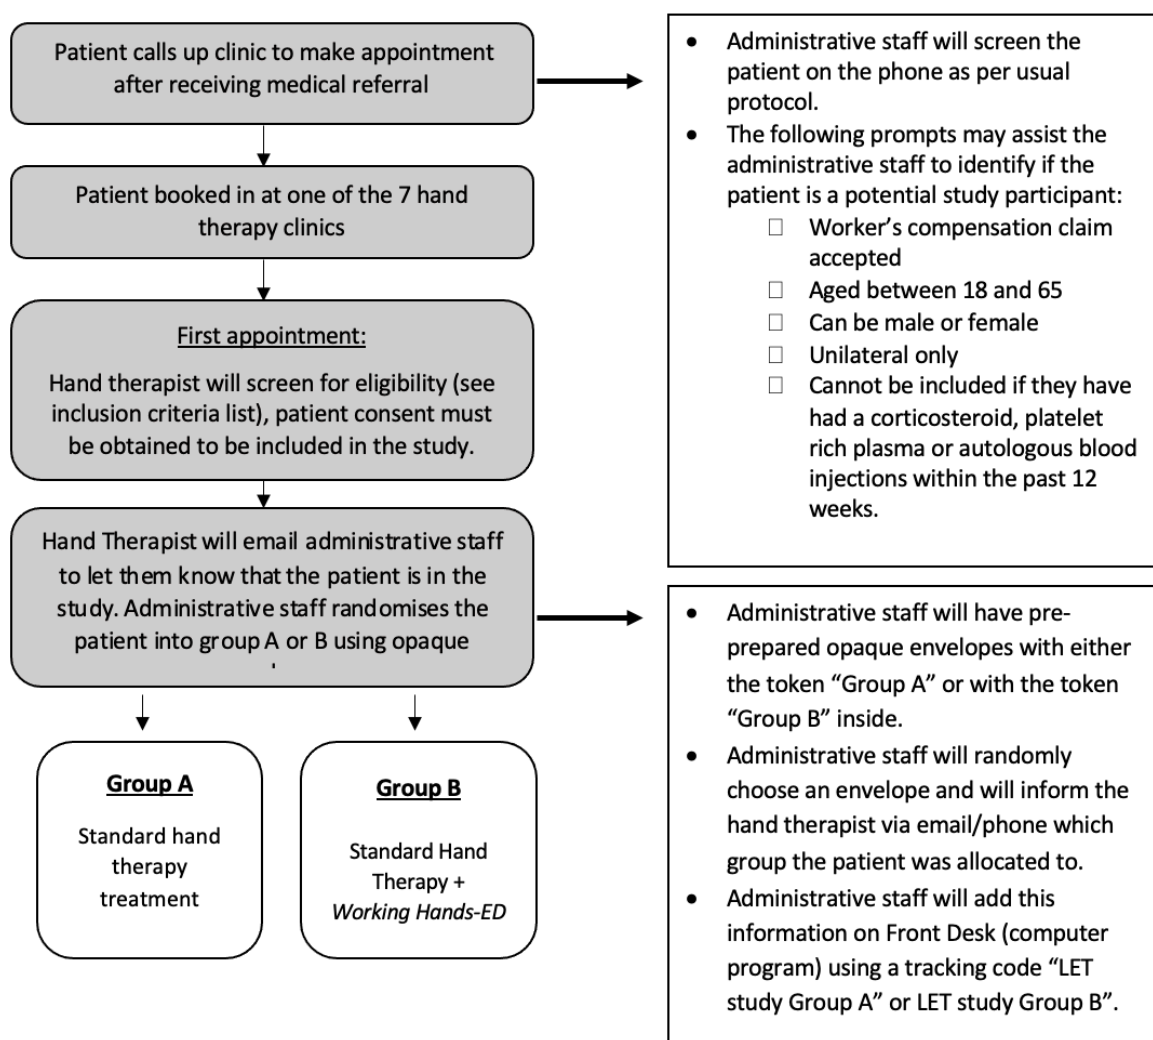 Patient calls up clinic to make appointment
after receiving medical referral
Patient booked in at one of the 7 hand
therapy clinics
First appointment:
Hand therapist will screen for eligibility (see
inclusion criteria list), patient consent must
be obtained to be included in the study.
Hand Therapist will email administrative staff
to let them know that the patient is in the
study. Administrative staff randomises the
patient into group A or B using opaque
Group A
Standard hand
therapy
treatment
Group B
Standard Hand
Therapy +
Working Hands-ED
• Administrative staff will screen the
patient on the phone as per usual
protocol.
• The following prompts may assist the
administrative staff to identify if the
patient is a potential study participant:
□ Worker’s compensation claim
accepted
□ Aged between 18 and 65
□ Can be male or female
□ Unilateral only
□ Cannot be included if they have
had a corticosteroid, platelet
rich plasma or autologous blood
injections within the past 12
weeks.
• Administrative staff will have pre-
prepared opaque envelopes with either
the token “Group A” or with the token
“Group B” inside.
• Administrative staff will randomly
choose an envelope and will inform the
hand therapist via email/phone which
group the patient was allocated to.
• Administrative staff will add this
information on Front Desk (computer
program) using a tracking code “LET
study Group A” or LET study Group B”.